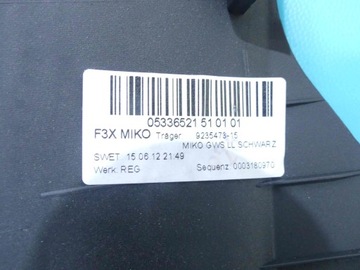 05336521 51 01 01
F3X MIKO Träger 9235478-15
MIKO GWS LL SCHWARZ
SWET 15.06.12 21:49
Werk: REG Sequenz: 0003180970